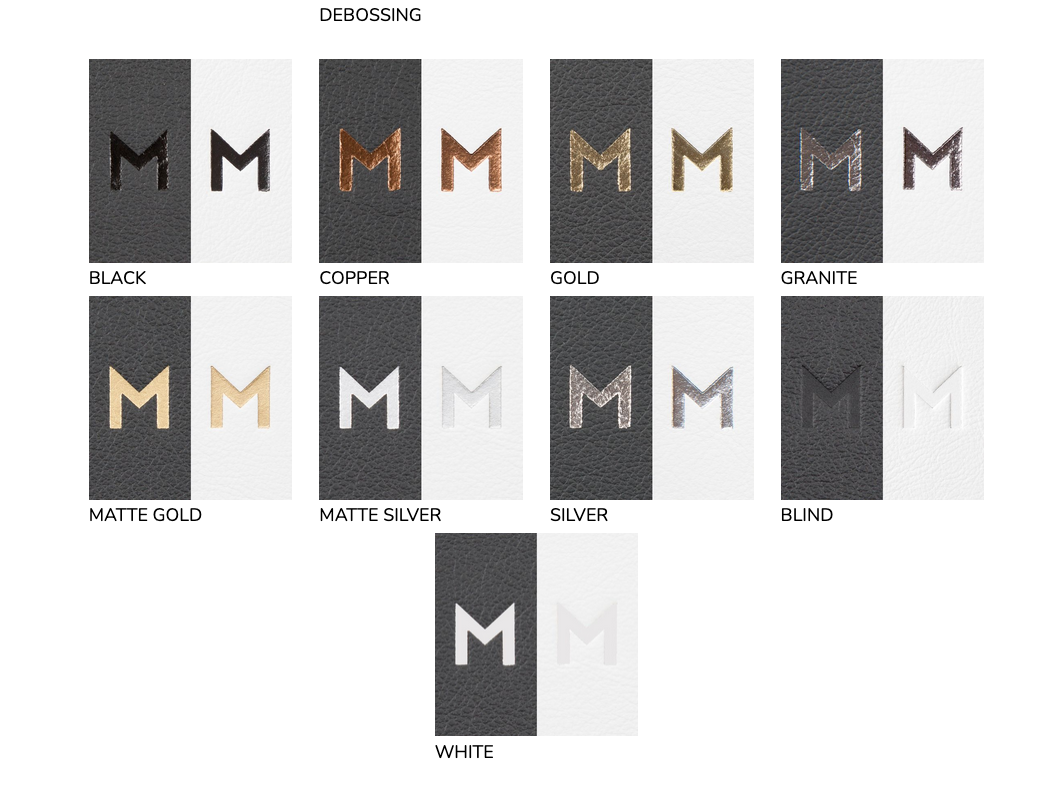 DEBOSSING
M M M M M M M M
BLACK COPPER GOLD GRANITE
M M M M M M M M
MATTE GOLD MATTE SILVER SILVER BLIND
M M
WHITE